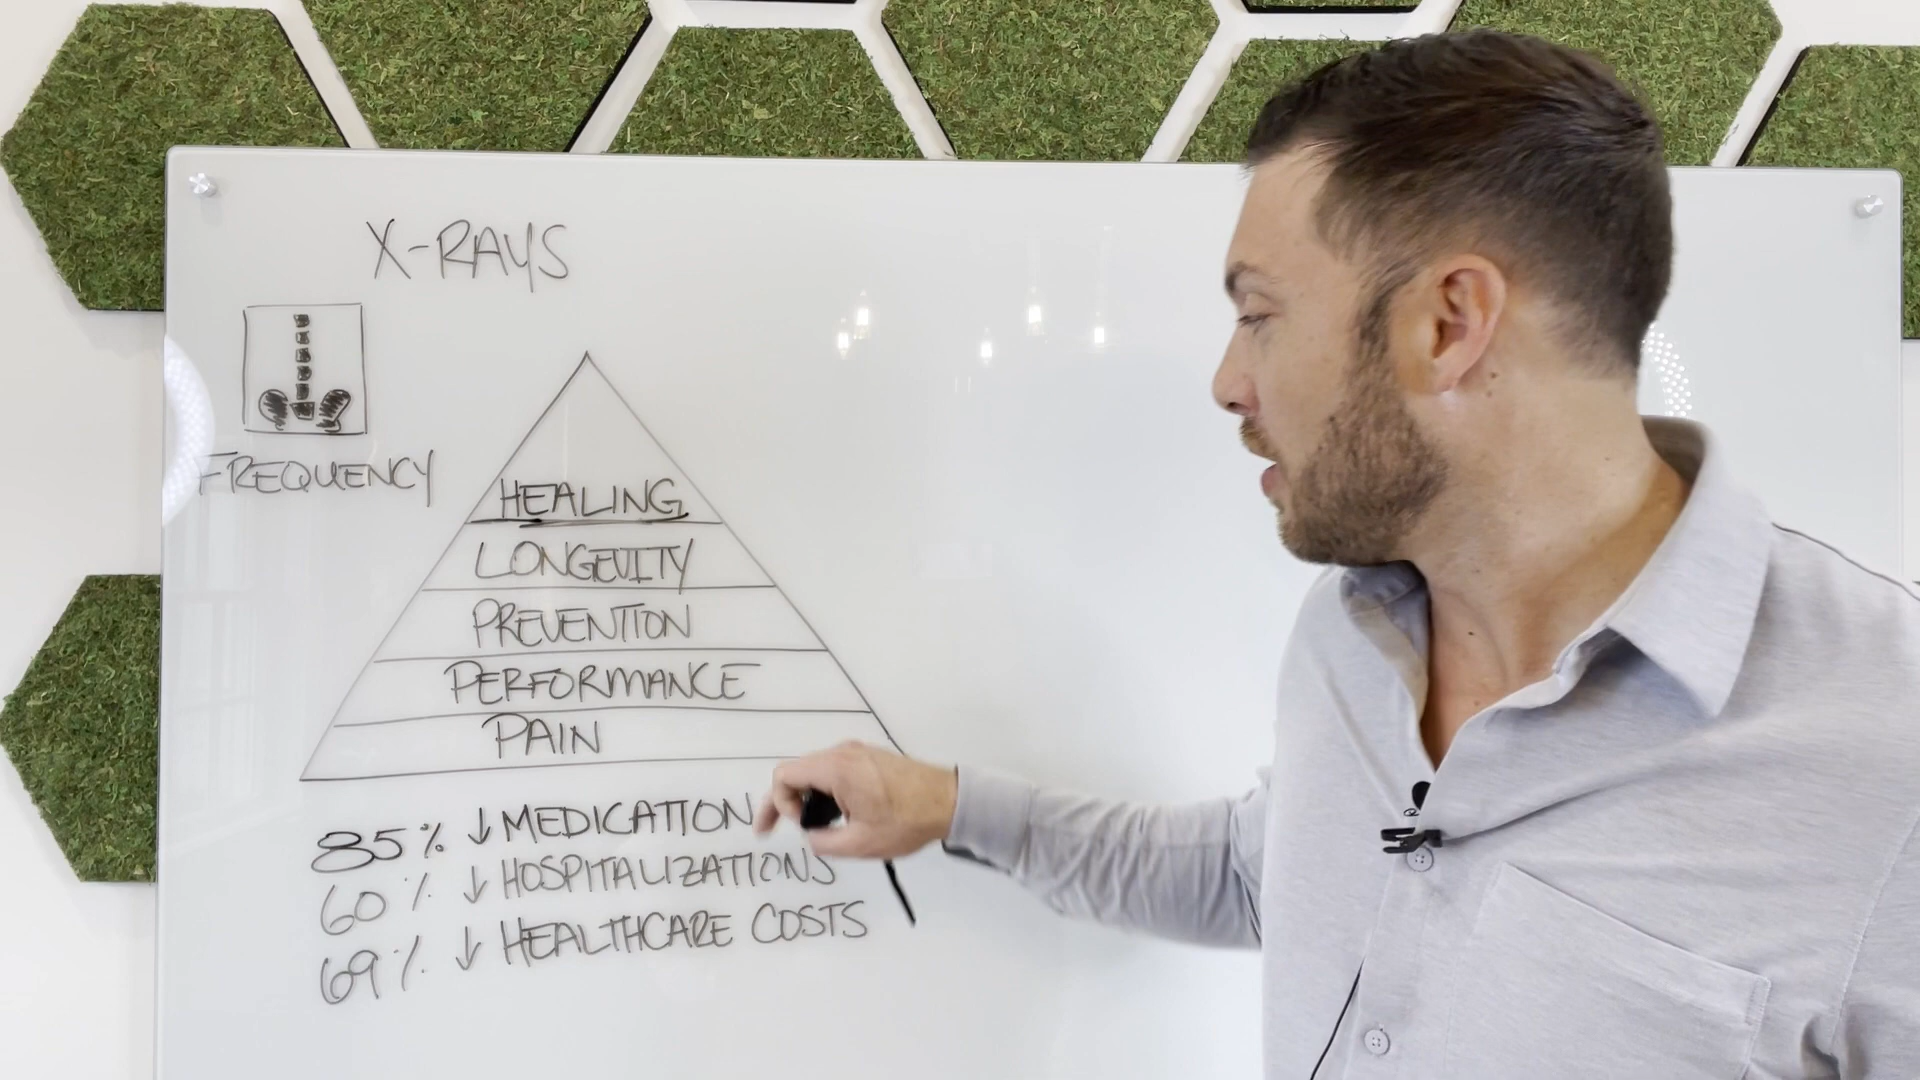 X-RAYS
FREQUENCY
HEALING
LONGEVITY
PREVENTION
PERFORMANCE
PAIN
85% ↓ MEDICATION
60% ↓ HOSPITALIZATIONS
69% ↓ HEALTHCARE COSTS